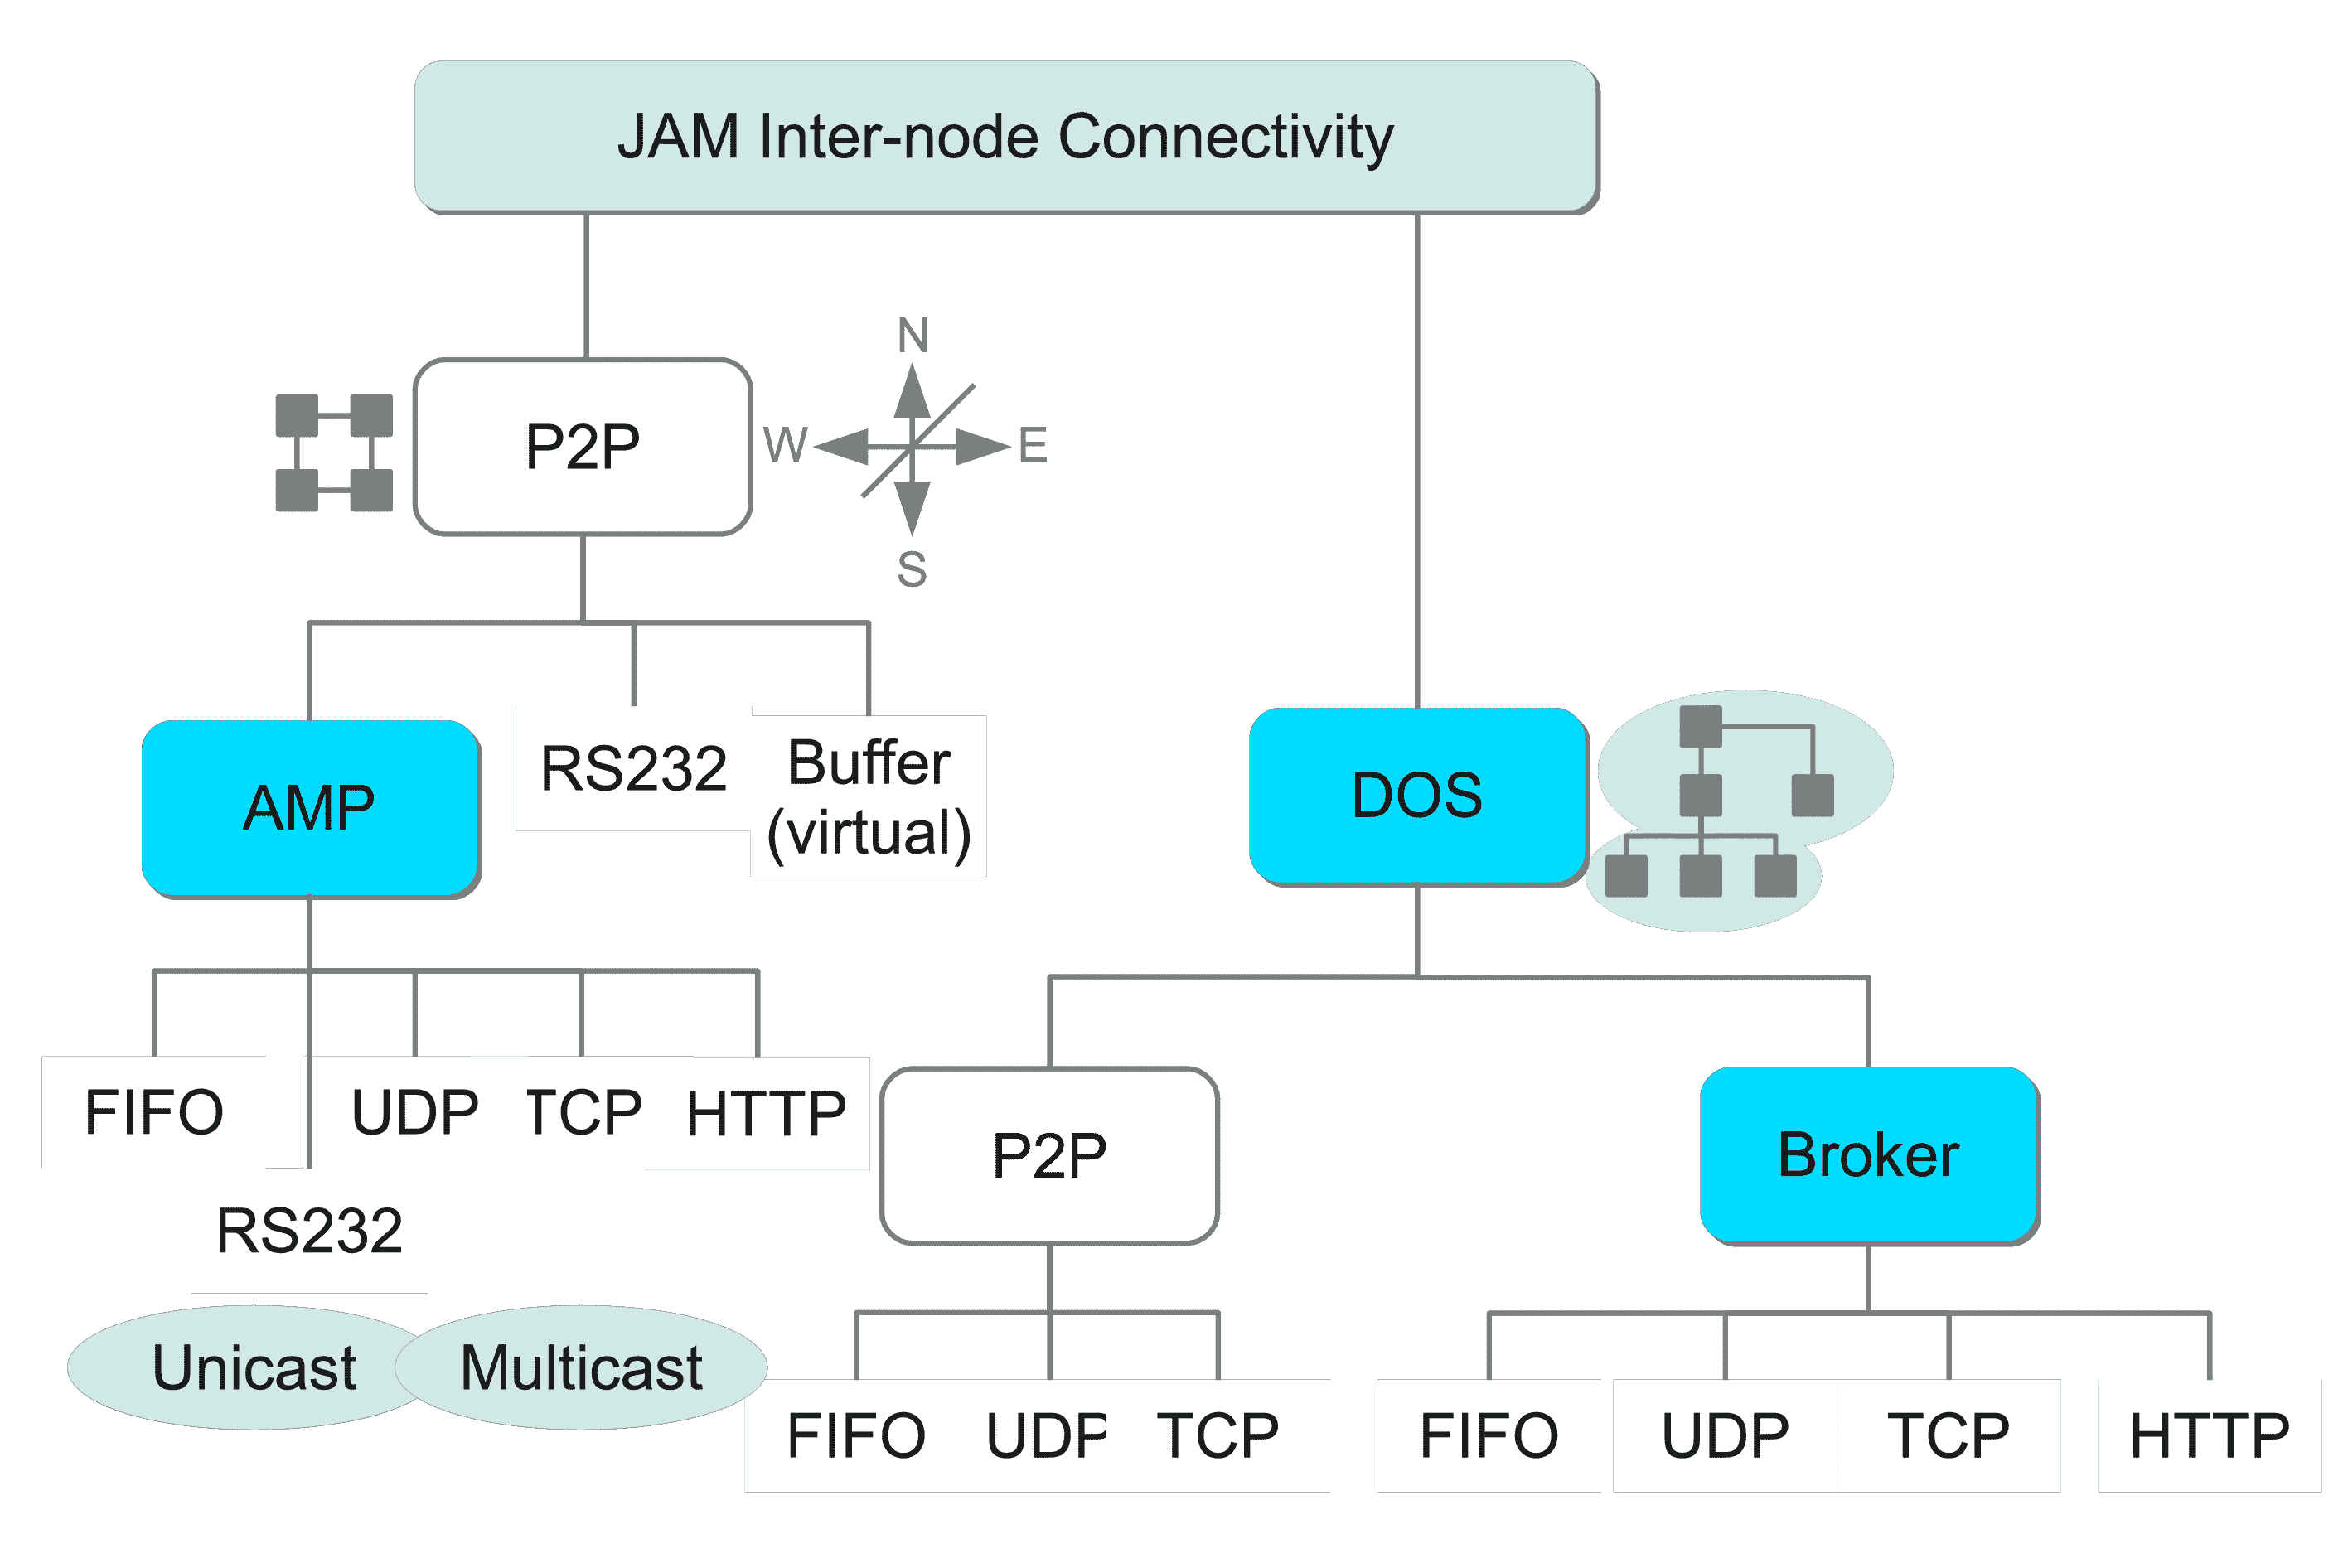 JAM Inter-node Connectivity
N
P2P
W
E
S
AMP
RS232
Buffer
(virtual)
DOS
FIFO
UDP
TCP
HTTP
RS232
P2P
Broker
Unicast
Multicast
FIFO
UDP
TCP
FIFO
UDP
TCP
HTTP